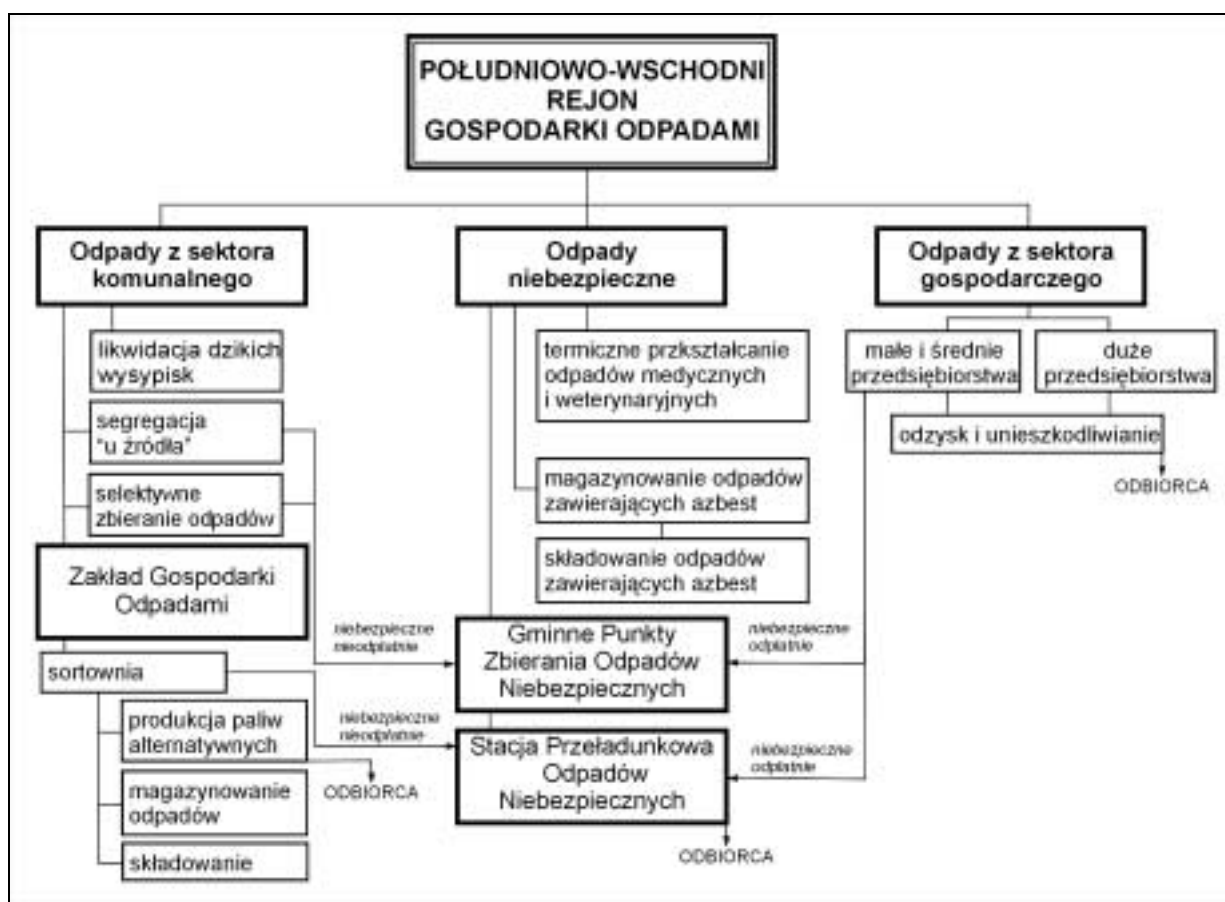 POŁUDNIOWO-WSCHODNI
REJON
GOSPODARKI ODPADAMI
Odpady z sektora
komunalnego
Odpady
niebezpieczne
Odpady z sektora
gospodarczego
likwidacja dzikich
wysypisk
segregacja
"u źródła"
selektywne
zbieranie odpadów
Zakład Gospodarki
Odpadami
sortownia
produkcja paliw
alternatywnych
ODBIORCA
magazynowanie
odpadów
składowanie
termiczne przkształcanie
odpadów medycznych
i weterynaryjnych
magazynowanie odpadów
zawierających azbest
składowanie odpadów
zawierających azbest
niebezpieczne
nieodpłatnie
Gminne Punkty
Zbierania Odpadów
Niebezpiecznych
niebezpieczne
odpłatnie
niebezpieczne
nieodpłatnie
Stacja Przeładunkowa
Odpadów
Niebezpiecznych
niebezpieczne
odpłatnie
ODBIORCA
małe i średnie
przedsiębiorstwa
duże
przedsiębiorstwa
odzysk i unieszkodliwianie
ODBIORCA